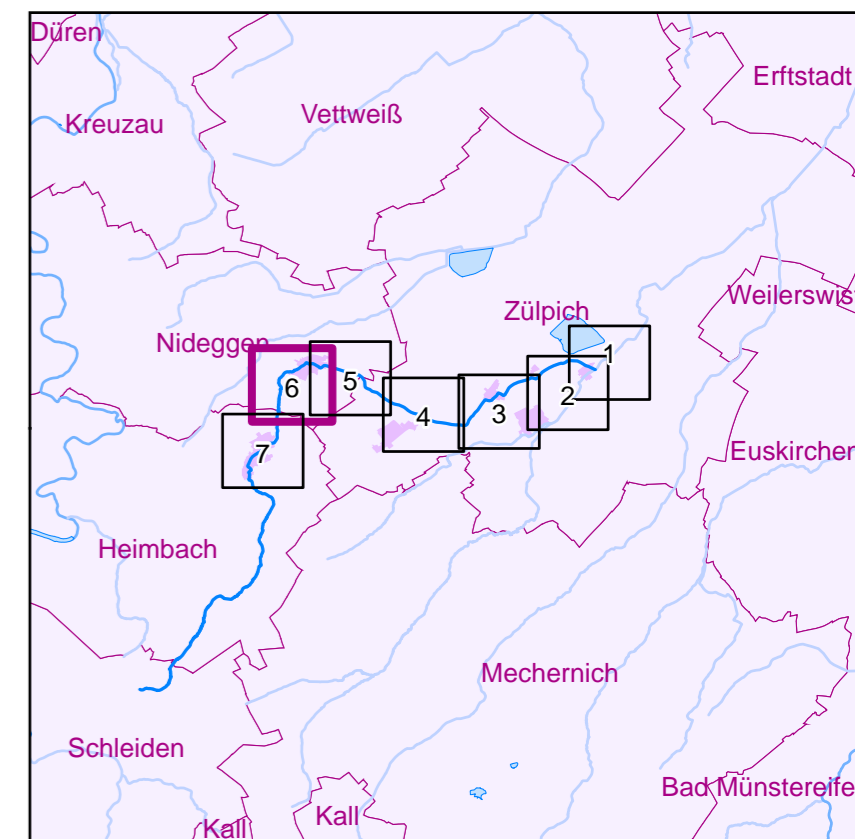 Düren
Erftstadt
Vettweiß
Kreuzau
Weilerswis
Zülpich
Nideggen
1
5
6
2
3
4
Euskirchen
7
Heimbach
Mechernich
Schleiden
Bad Münstereife
Kall
Kall